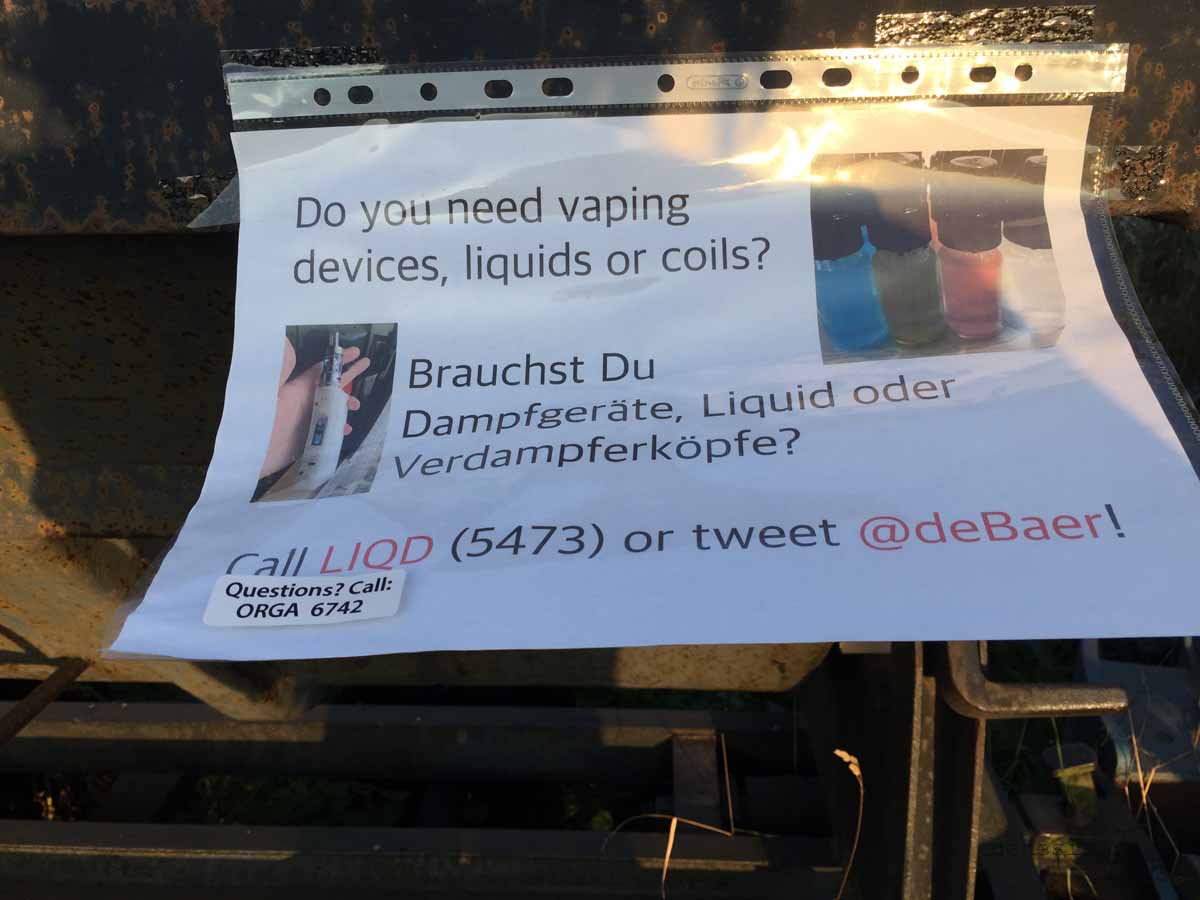 Do you need vaping
devices, liquids or coils?
Brauchst Du
Dampfgeräte, Liquid oder
Verdampferköpfe?
Call LIQD (5473) or tweet @deBaer!
Questions? Call:
ORGA 6742